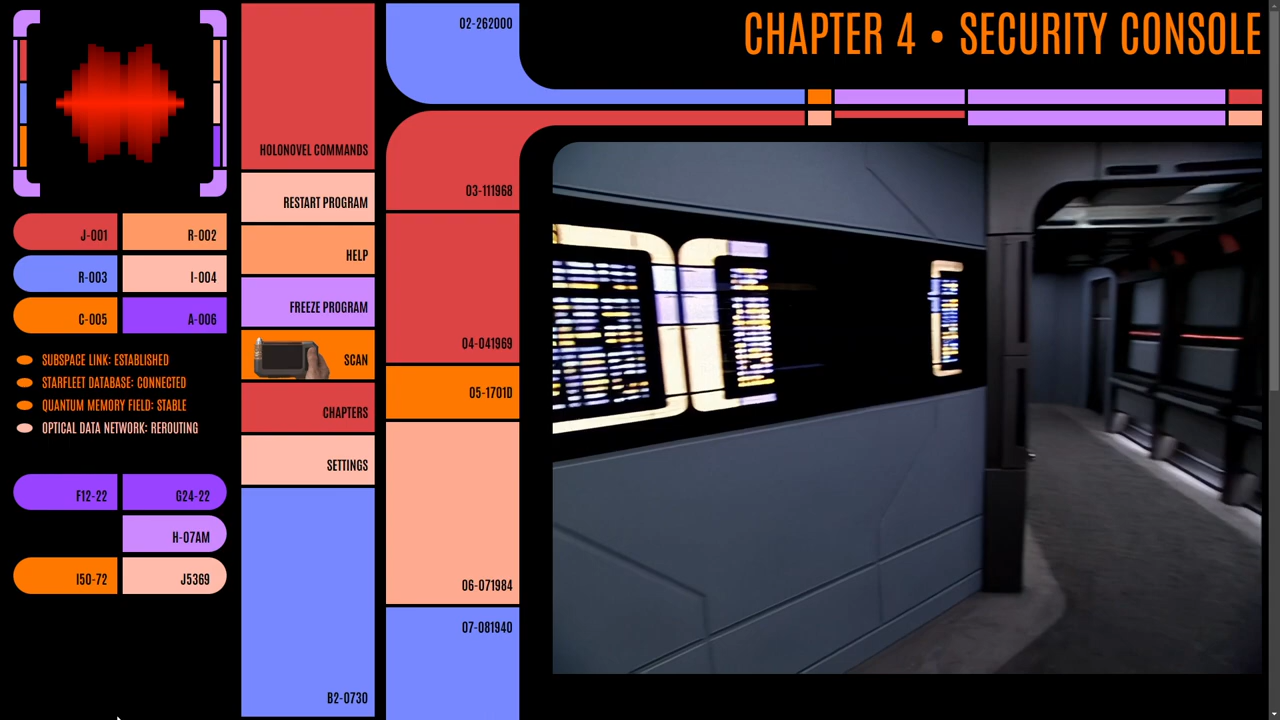 CHAPTER 4 • SECURITY CONSOLE
02-262000
HOLONOVEL COMMANDS
RESTART PROGRAM
HELP
FREEZE PROGRAM
SCAN
CHAPTERS
SETTINGS
B2-0730
03-111968
04-041969
05-1701D
06-071984
07-081940
J-001
R-002
R-003
I-004
C-005
A-006
SUBSPACE LINK: ESTABLISHED
STARFLEET DATABASE: CONNECTED
QUANTUM MEMORY FIELD: STABLE
OPTICAL DATA NETWORK: REROUTING
F12-22
G24-22
H-07AM
I50-72
J5369